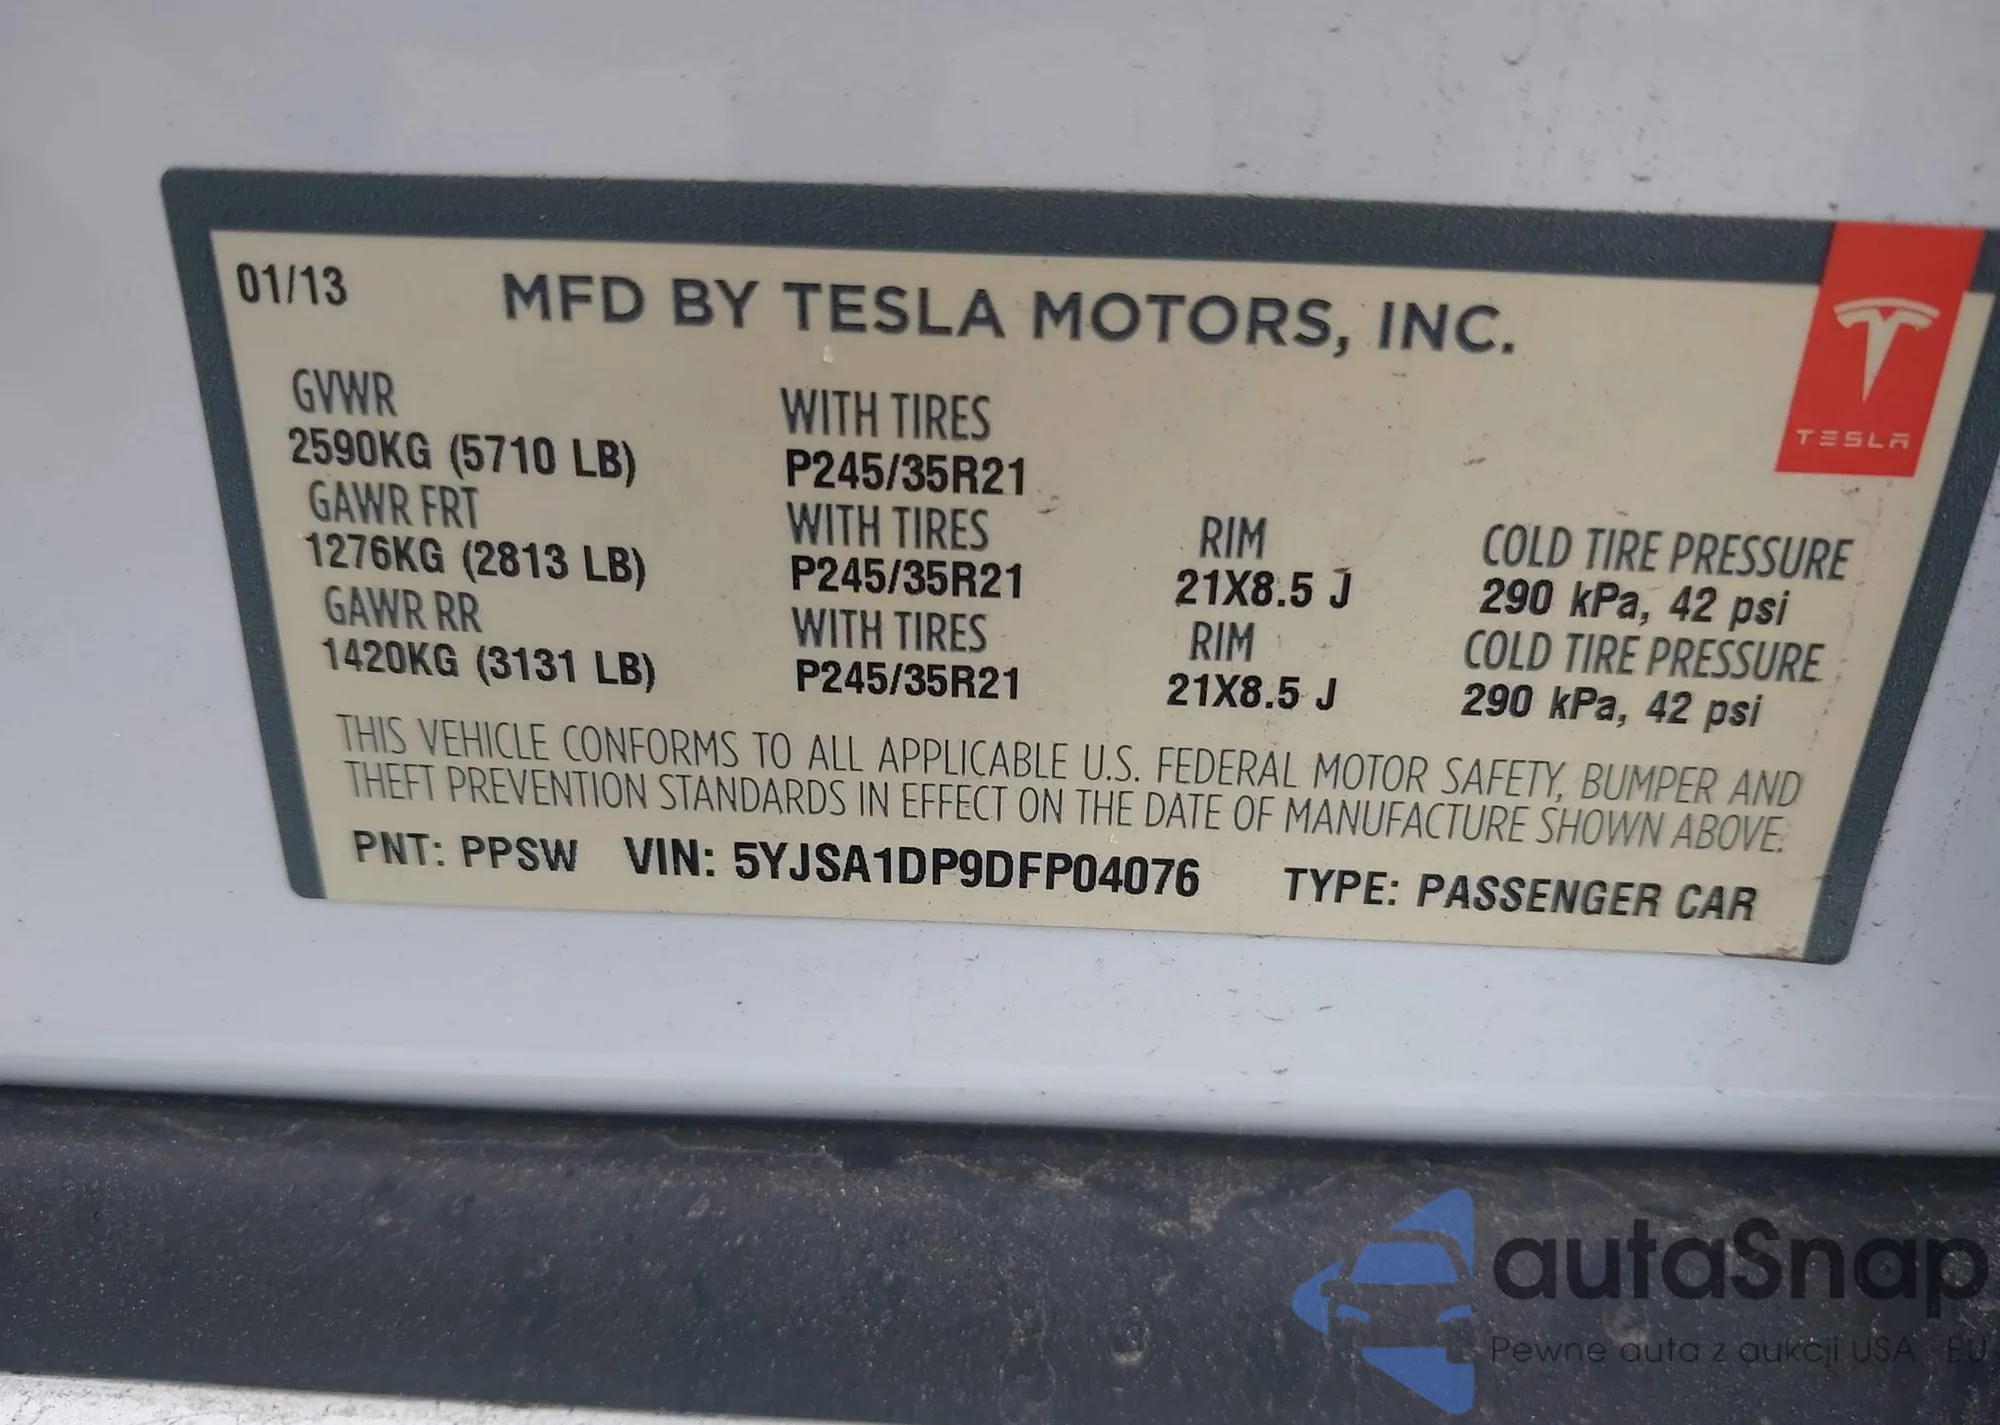 01/13 MFD BY TESLA MOTORS, INC.
TESLA
GVWR WITH TIRES
2590KG (5710 LB) P245/35R21
GAWR FRT WITH TIRES RIM COLD TIRE PRESSURE
1276KG (2813 LB) P245/35R21 21X8.5 J 290 kPa, 42 psi
GAWR RR WITH TIRES RIM COLD TIRE PRESSURE
1420KG (3131 LB) P245/35R21 21X8.5 J 290 kPa, 42 psi
THIS VEHICLE CONFORMS TO ALL APPLICABLE U.S. FEDERAL MOTOR SAFETY, BUMPER AND
THEFT PREVENTION STANDARDS IN EFFECT ON THE DATE OF MANUFACTURE SHOWN ABOVE.
PNT: PPSW VIN: 5YJSA1DP9DFP04076 TYPE: PASSENGER CAR
autaSnap
Pewne auta z aukcji USA - EU